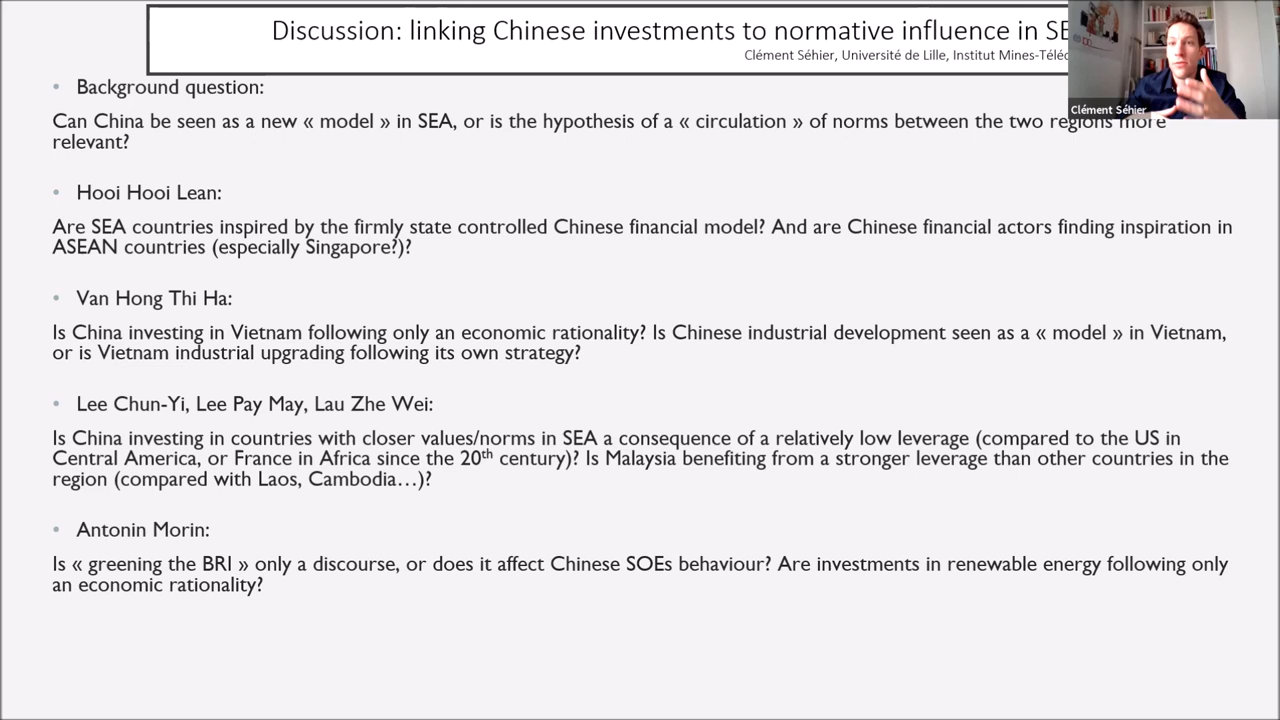 Discussion: linking Chinese investments to normative influence in SE
Clément Séhier, Université de Lille, Institut Mines-Téléc
Clément Séhier
• Background question:
Can China be seen as a new « model » in SEA, or is the hypothesis of a « circulation » of norms between the two regions more
relevant?
• Hooi Hooi Lean:
Are SEA countries inspired by the firmly state controlled Chinese financial model? And are Chinese financial actors finding inspiration in
ASEAN countries (especially Singapore?)?
• Van Hong Thi Ha:
Is China investing in Vietnam following only an economic rationality? Is Chinese industrial development seen as a « model » in Vietnam,
or is Vietnam industrial upgrading following its own strategy?
• Lee Chun-Yi, Lee Pay May, Lau Zhe Wei:
Is China investing in countries with closer values/norms in SEA a consequence of a relatively low leverage (compared to the US in
Central America, or France in Africa since the 20th century)? Is Malaysia benefiting from a stronger leverage than other countries in the
region (compared with Laos, Cambodia…)?
• Antonin Morin:
Is « greening the BRI » only a discourse, or does it affect Chinese SOEs behaviour? Are investments in renewable energy following only
an economic rationality?